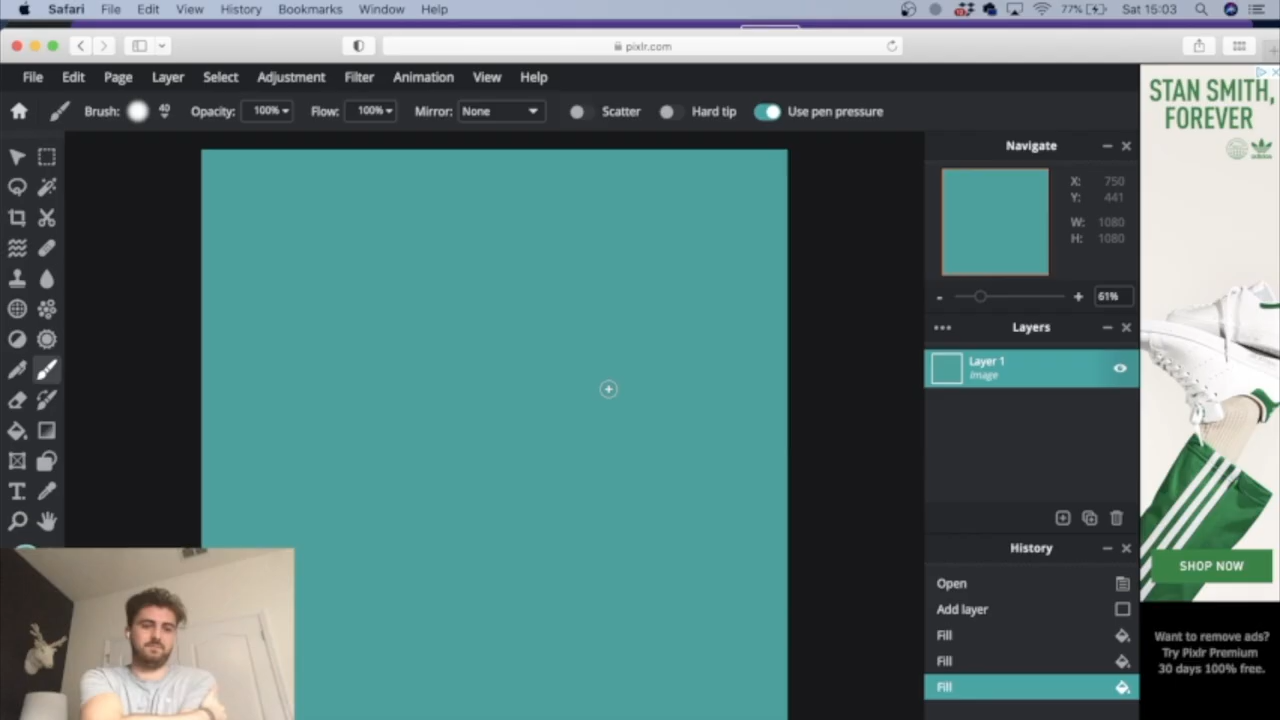 Safari File Edit View History Bookmarks Window Help 77% Sat 15:03
pixlr.com
File Edit Page Layer Select Adjustment Filter Animation View Help
Brush: 40 Opacity: 100% Flow: 100% Mirror: None Scatter Hard tip Use pen pressure
Navigate
X: 750
Y: 441
W: 1080
H: 1080
61%
Layers
Layer 1
Image
History
Open
Add layer
Fill
Fill
Fill
STAN SMITH,
FOREVER
adidas
SHOP NOW
Want to remove ads?
Try Pixlr Premium
30 days 100% free.